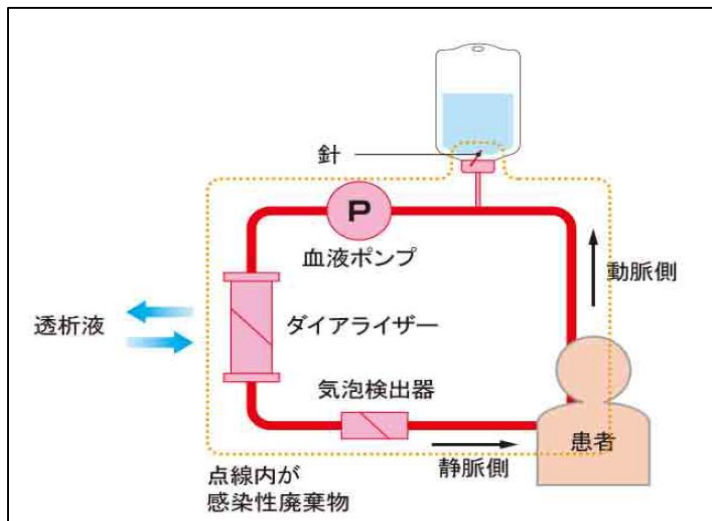 針
P
血液ポンプ
動脈側
透析液
ダイアライザー
気泡検出器
患者
静脈側
点線内が
感染性廃棄物